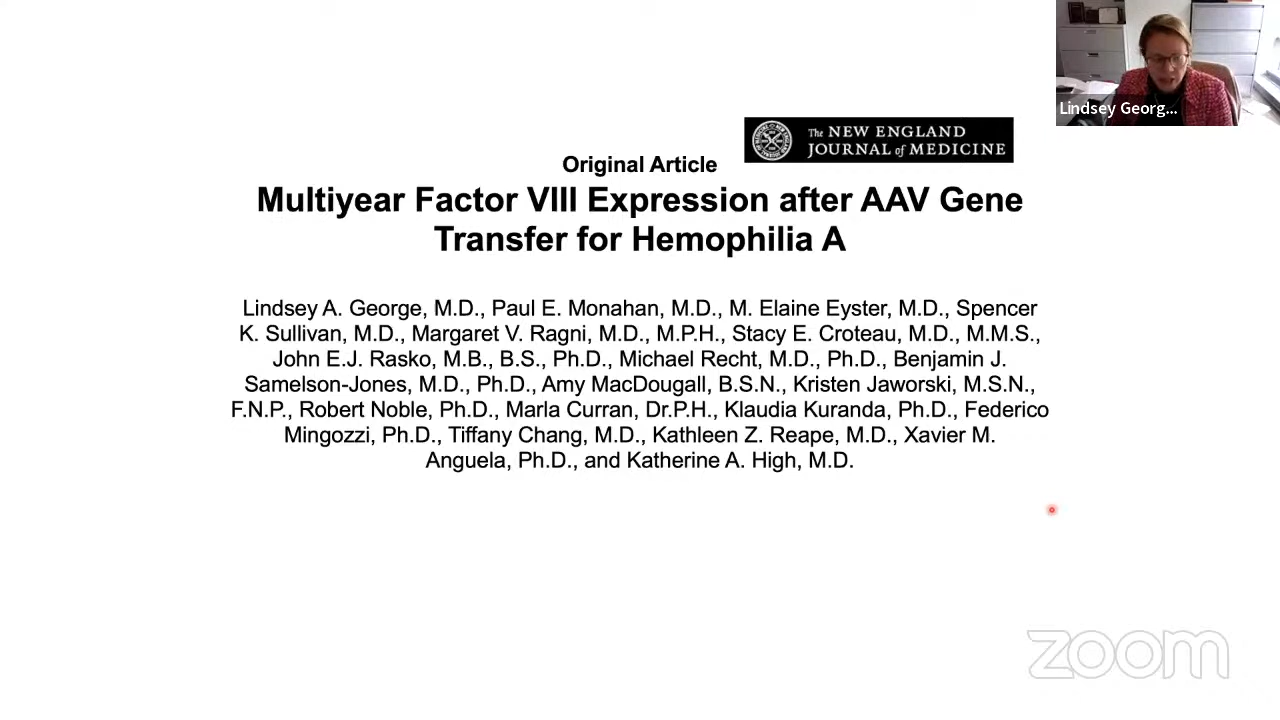 Lindsey Georg...
The NEW ENGLAND
JOURNAL of MEDICINE
Original Article
Multiyear Factor VIII Expression after AAV Gene
Transfer for Hemophilia A
Lindsey A. George, M.D., Paul E. Monahan, M.D., M. Elaine Eyster, M.D., Spencer
K. Sullivan, M.D., Margaret V. Ragni, M.D., M.P.H., Stacy E. Croteau, M.D., M.M.S.,
John E.J. Rasko, M.B., B.S., Ph.D., Michael Recht, M.D., Ph.D., Benjamin J.
Samelson-Jones, M.D., Ph.D., Amy MacDougall, B.S.N., Kristen Jaworski, M.S.N.,
F.N.P., Robert Noble, Ph.D., Marla Curran, Dr.P.H., Klaudia Kuranda, Ph.D., Federico
Mingozzi, Ph.D., Tiffany Chang, M.D., Kathleen Z. Reape, M.D., Xavier M.
Anguela, Ph.D., and Katherine A. High, M.D.
zoom